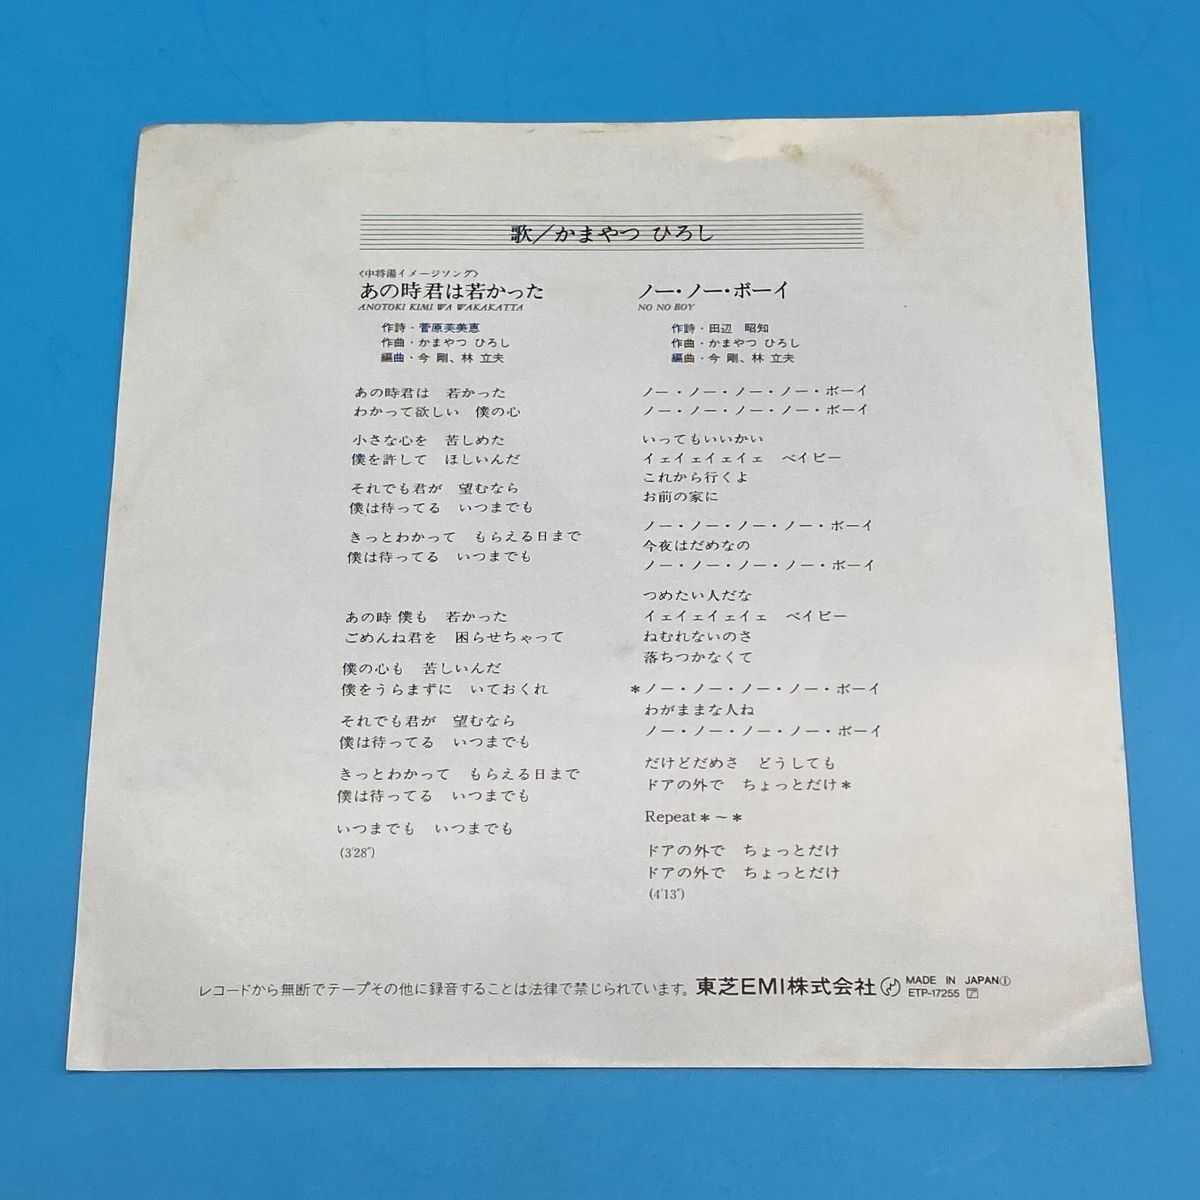 歌／かまやつ ひろし
〈中将湯イメージソング〉
あの時君は若かった
ANOTOKI KIMI WA WAKAKATTA
作詩・菅原芙美恵
作曲・かまやつ ひろし
編曲・今 剛、林 立夫
あの時君は 若かった
わかって欲しい 僕の心
小さな心を 苦しめた
僕を許して ほしいんだ
それでも君が 望むなら
僕は待ってる いつまでも
きっとわかって もらえる日まで
僕は待ってる いつまでも
あの時 僕も 若かった
ごめんね君を 困らせちゃって
僕の心も 苦しいんだ
僕をうらまずに いておくれ
それでも君が 望むなら
僕は待ってる いつまでも
きっとわかって もらえる日まで
僕は待ってる いつまでも
いつまでも いつまでも
(3′28″)
ノー・ノー・ボーイ
NO NO BOY
作詩・田辺 昭知
作曲・かまやつ ひろし
編曲・今 剛、林 立夫
ノー・ノー・ノー・ノー・ボーイ
ノー・ノー・ノー・ノー・ボーイ
いってもいいかい
イェイェイェイェ ベイビー
これから行くよ
お前の家に
ノー・ノー・ノー・ノー・ボーイ
今夜はだめなの
ノー・ノー・ノー・ノー・ボーイ
つめたい人だな
イェイェイェイェ ベイビー
ねむれないのさ
落ちつかなくて
＊ノー・ノー・ノー・ノー・ボーイ
わがままな人ね
ノー・ノー・ノー・ノー・ボーイ
だけどだめさ どうしても
ドアの外で ちょっとだけ＊
Repeat＊～＊
ドアの外で ちょっとだけ
ドアの外で ちょっとだけ
(4′13″)
レコードから無断でテープその他に録音することは法律で禁じられています。東芝EMI株式会社 MADE IN JAPAN①
ETP-17255 ア